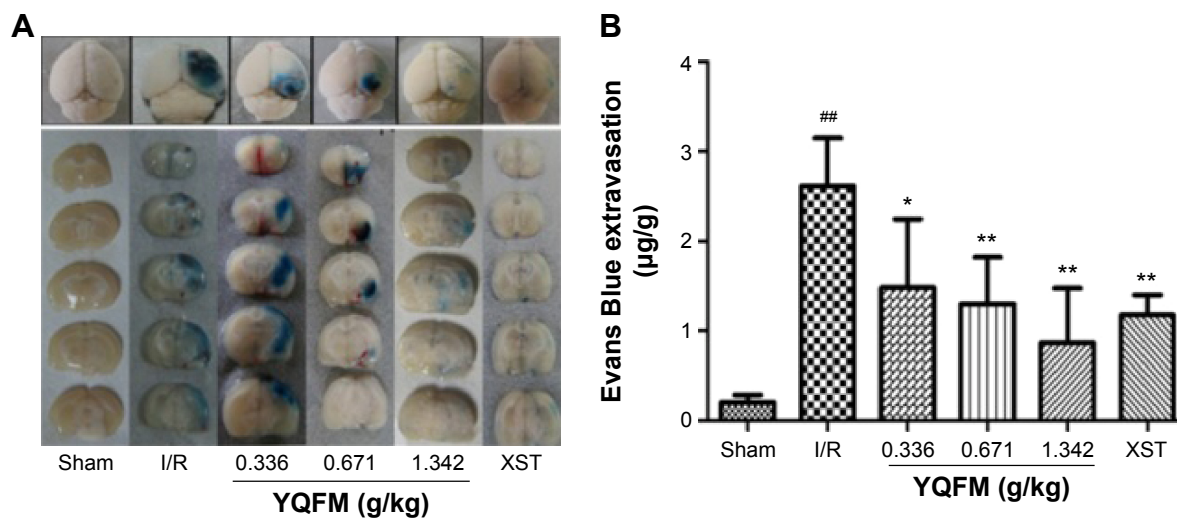 A
Sham I/R 0.336 0.671 1.342 XST
YQFM (g/kg)
B
Evans Blue extravasation
(µg/g)
4
3
2
1
0
##
*
**
**
**
Sham I/R 0.336 0.671 1.342 XST
YQFM (g/kg)